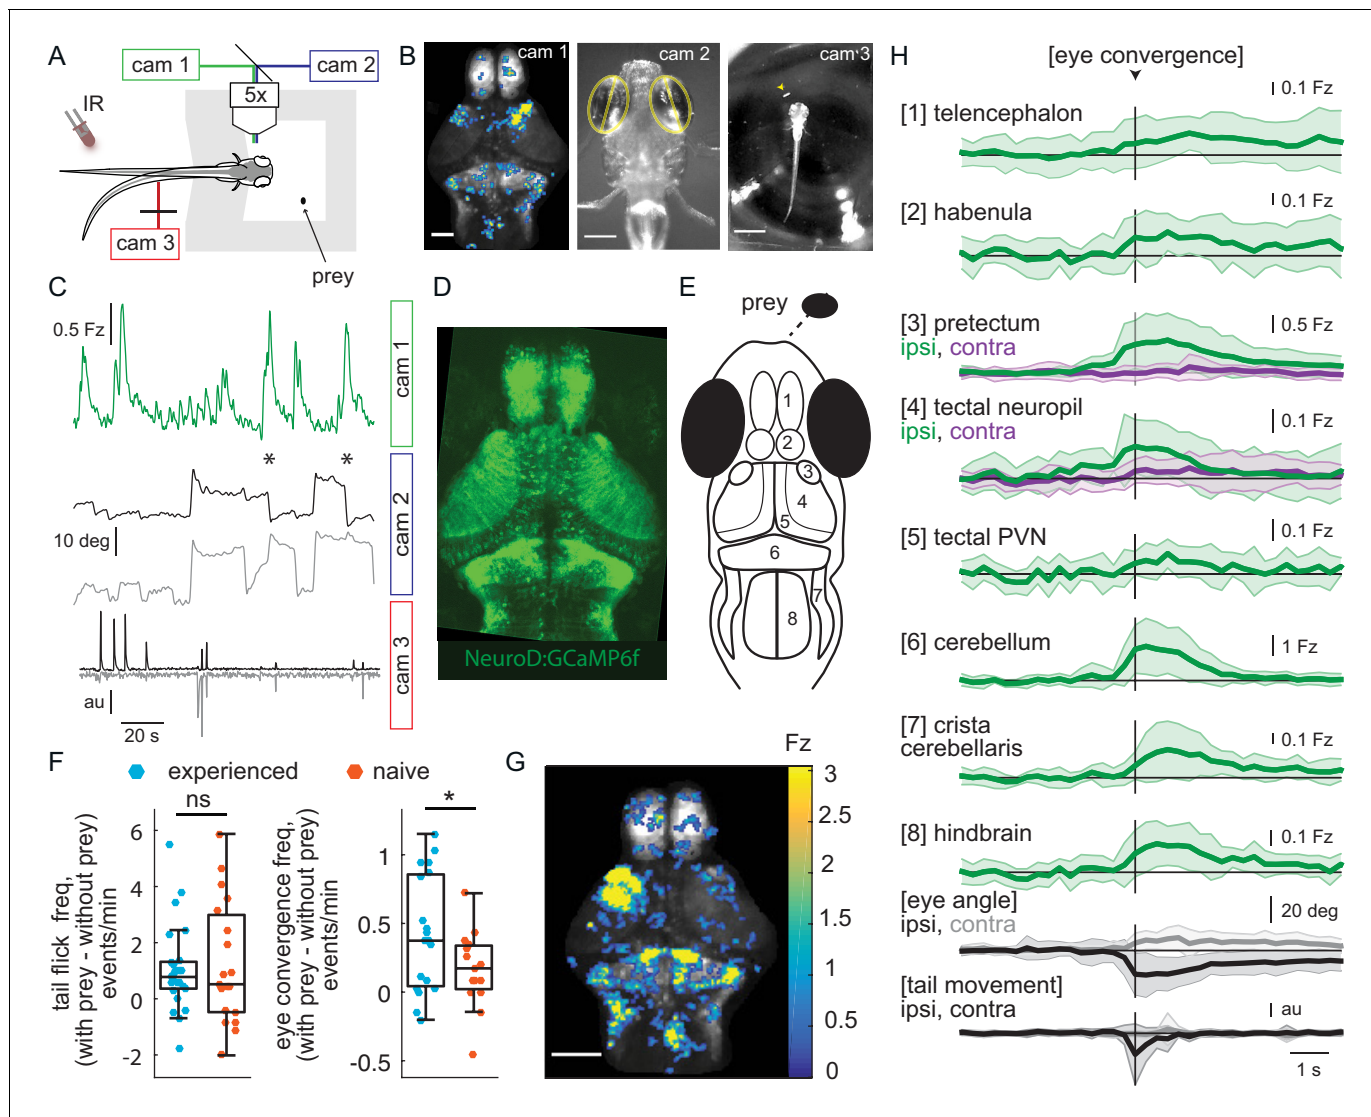 A
cam 1
cam 2
5x
IR
cam 3
prey
B
cam 1
cam 2
cam 3
C
0.5 Fz
cam 1
*
*
10 deg
cam 2
au
20 s
cam 3
D
NeuroD:GCaMP6f
E
prey
1
2
3
4
5
6
7
8
F
experienced
naive
ns
tail flick freq,
(with prey - without prey)
events/min
6
4
2
0
-2
*
eye convergence freq,
(with prey - without prey)
events/min
1
0.5
0
-0.5
G
Fz
3
2.5
2
1.5
1
0.5
0
H
[eye convergence]
0.1 Fz
[1] telencephalon
0.1 Fz
[2] habenula
[3] pretectum
ipsi, contra
0.5 Fz
[4] tectal neuropil
ipsi, contra
0.1 Fz
[5] tectal PVN
0.1 Fz
[6] cerebellum
1 Fz
[7] crista
cerebellaris
0.1 Fz
[8] hindbrain
0.1 Fz
[eye angle]
ipsi, contra
20 deg
[tail movement]
ipsi, contra
au
1 s